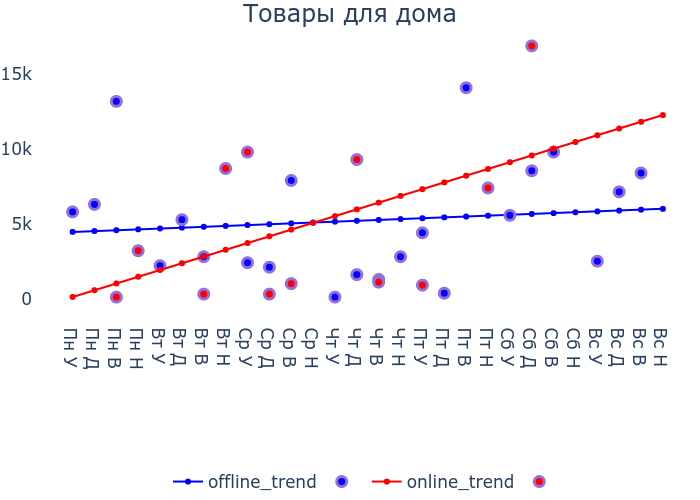 Товары для дома
15k
10k
5k
0
Пн У
Пн Д
Пн В
Пн Н
Вт У
Вт Д
Вт В
Вт Н
Ср У
Ср Д
Ср В
Ср Н
Чт У
Чт Д
Чт В
Чт Н
Пт У
Пт Д
Пт В
Пт Н
Сб У
Сб Д
Сб В
Сб Н
Вс У
Вс Д
Вс В
Вс Н
offline_trend online_trend